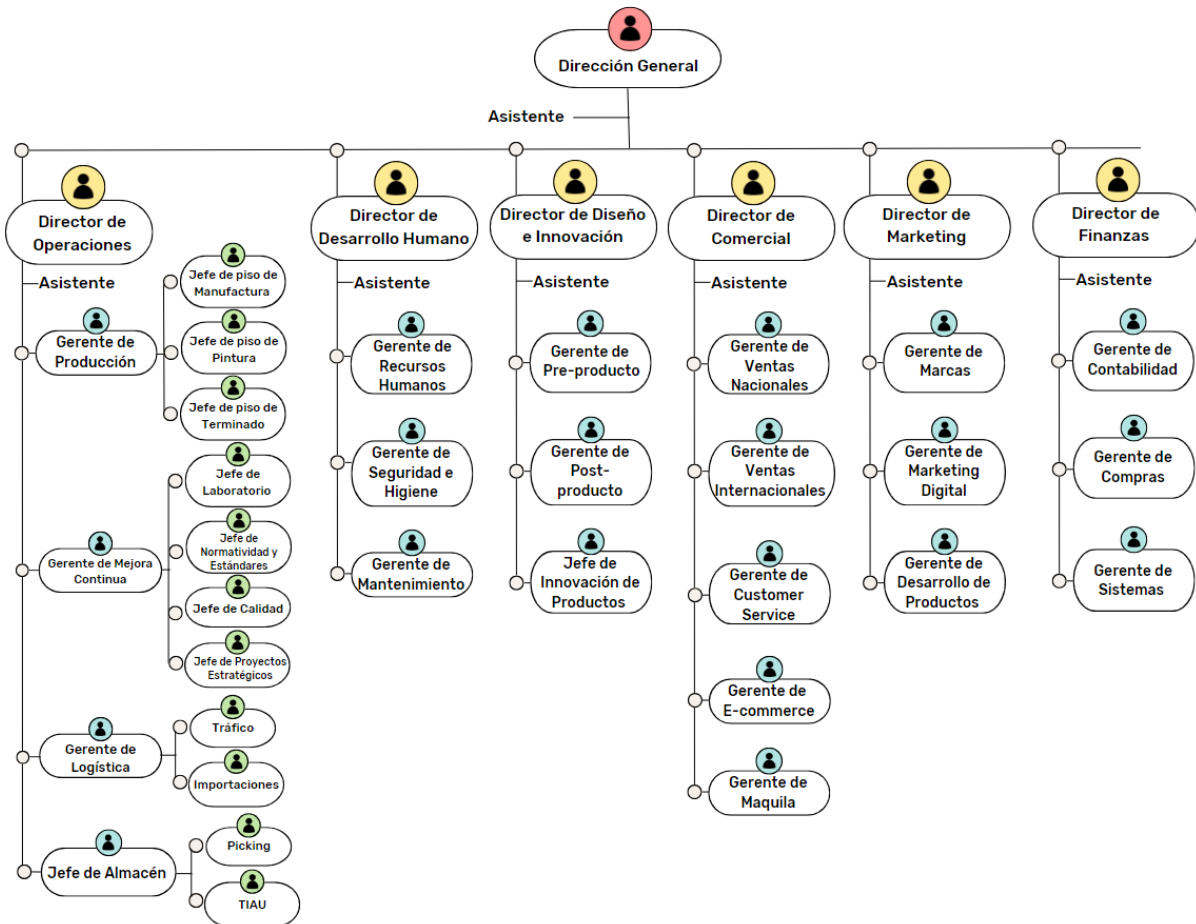 Dirección General
Asistente
Director de
Operaciones
Asistente
Gerente de
Producción
Jefe de piso de
Manufactura
Jefe de piso de
Pintura
Jefe de piso de
Terminado
Gerente de Mejora
Continua
Jefe de
Laboratorio
Jefe de
Normatividad y
Estándares
Jefe de Calidad
Jefe de Proyectos
Estratégicos
Gerente de
Logística
Tráfico
Importaciones
Jefe de Almacén
Picking
TIAU
Director de
Desarrollo Humano
Asistente
Gerente de
Recursos
Humanos
Gerente de
Seguridad e
Higiene
Gerente de
Mantenimiento
Director de Diseño
e Innovación
Asistente
Gerente de
Pre-producto
Gerente de
Post-
producto
Jefe de
Innovación de
Productos
Director de
Comercial
Asistente
Gerente de
Ventas
Nacionales
Gerente de
Ventas
Internacionales
Gerente de
Customer
Service
Gerente de
E-commerce
Gerente de
Maquila
Director de
Marketing
Asistente
Gerente de
Marcas
Gerente de
Marketing
Digital
Gerente de
Desarrollo de
Productos
Director de
Finanzas
Asistente
Gerente de
Contabilidad
Gerente de
Compras
Gerente de
Sistemas